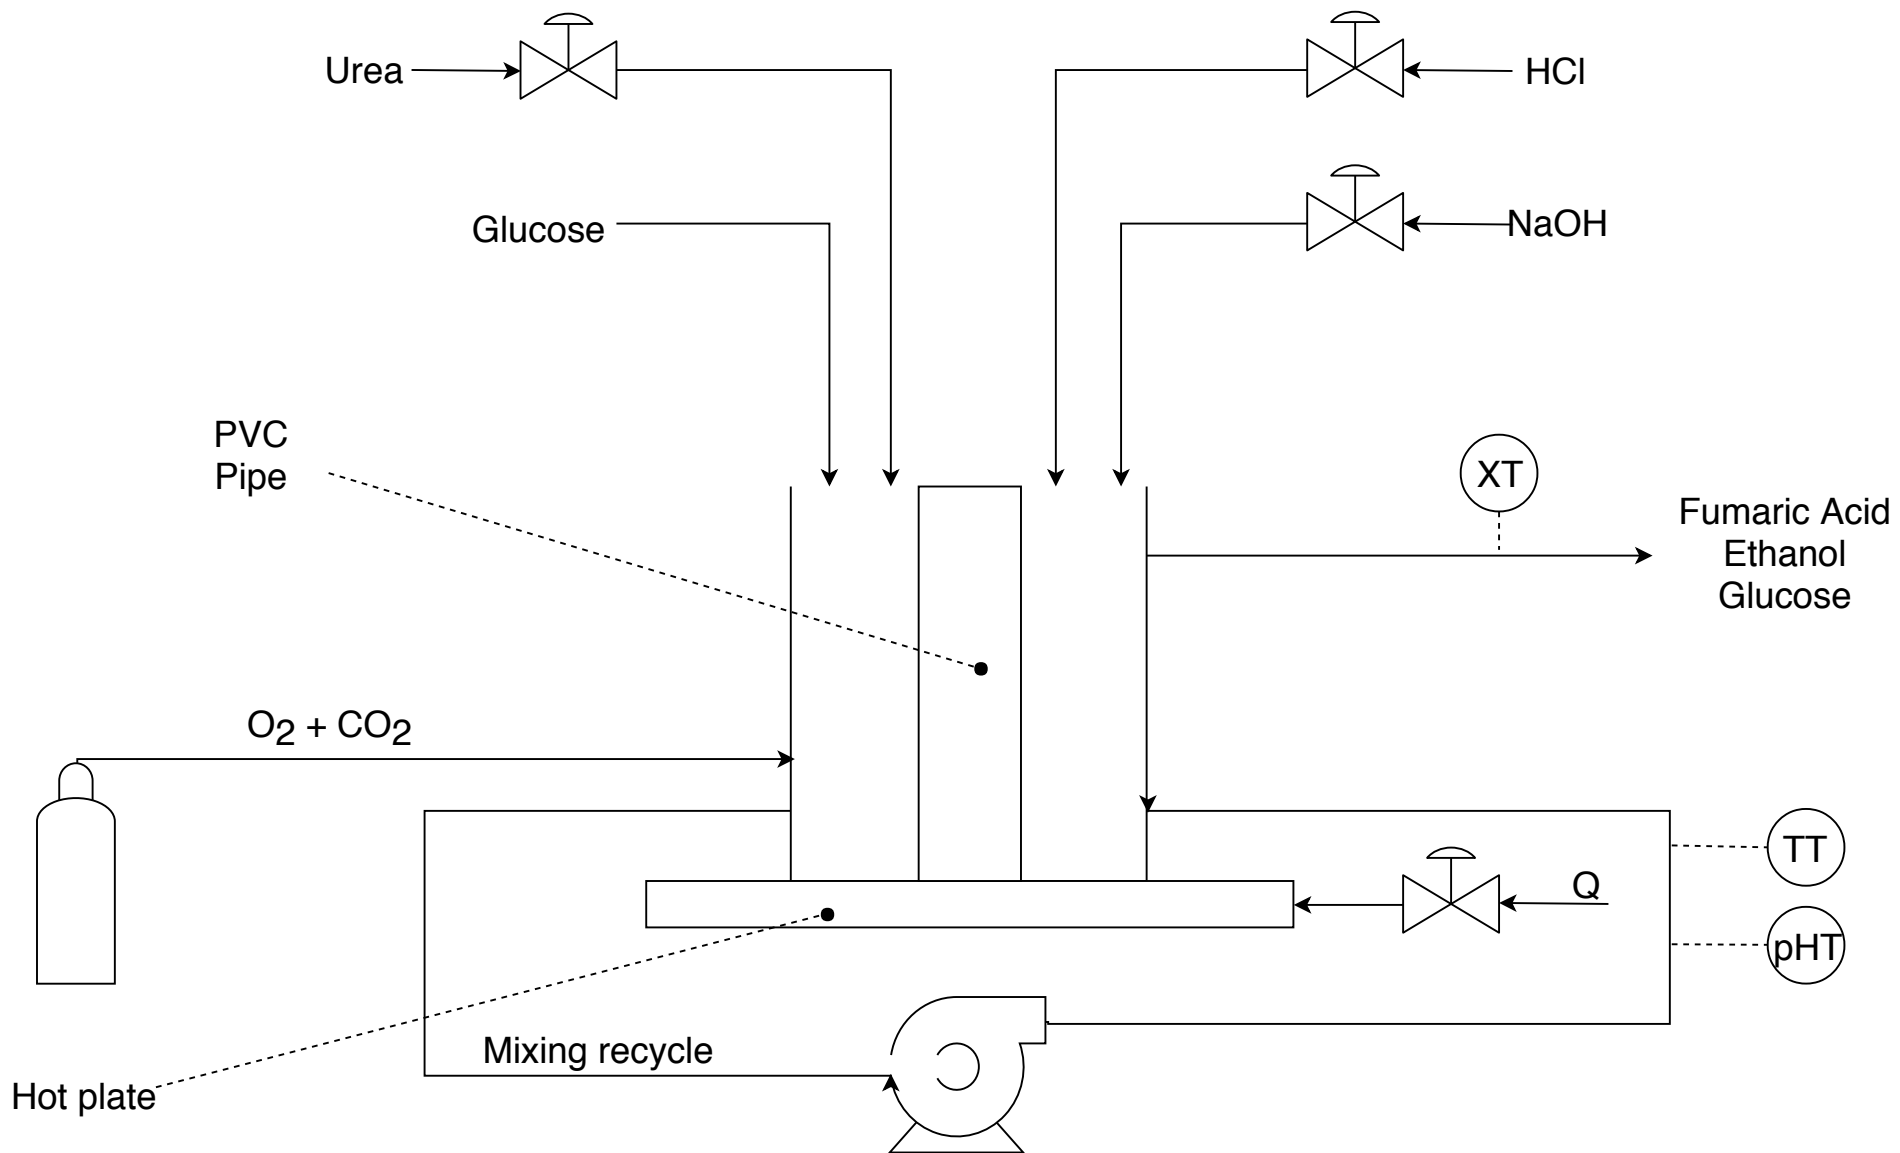 Urea
HCl
Glucose
NaOH
PVC
Pipe
XT
Fumaric Acid
Ethanol
Glucose
O2 + CO2
TT
Q
pHT
Mixing recycle
Hot plate